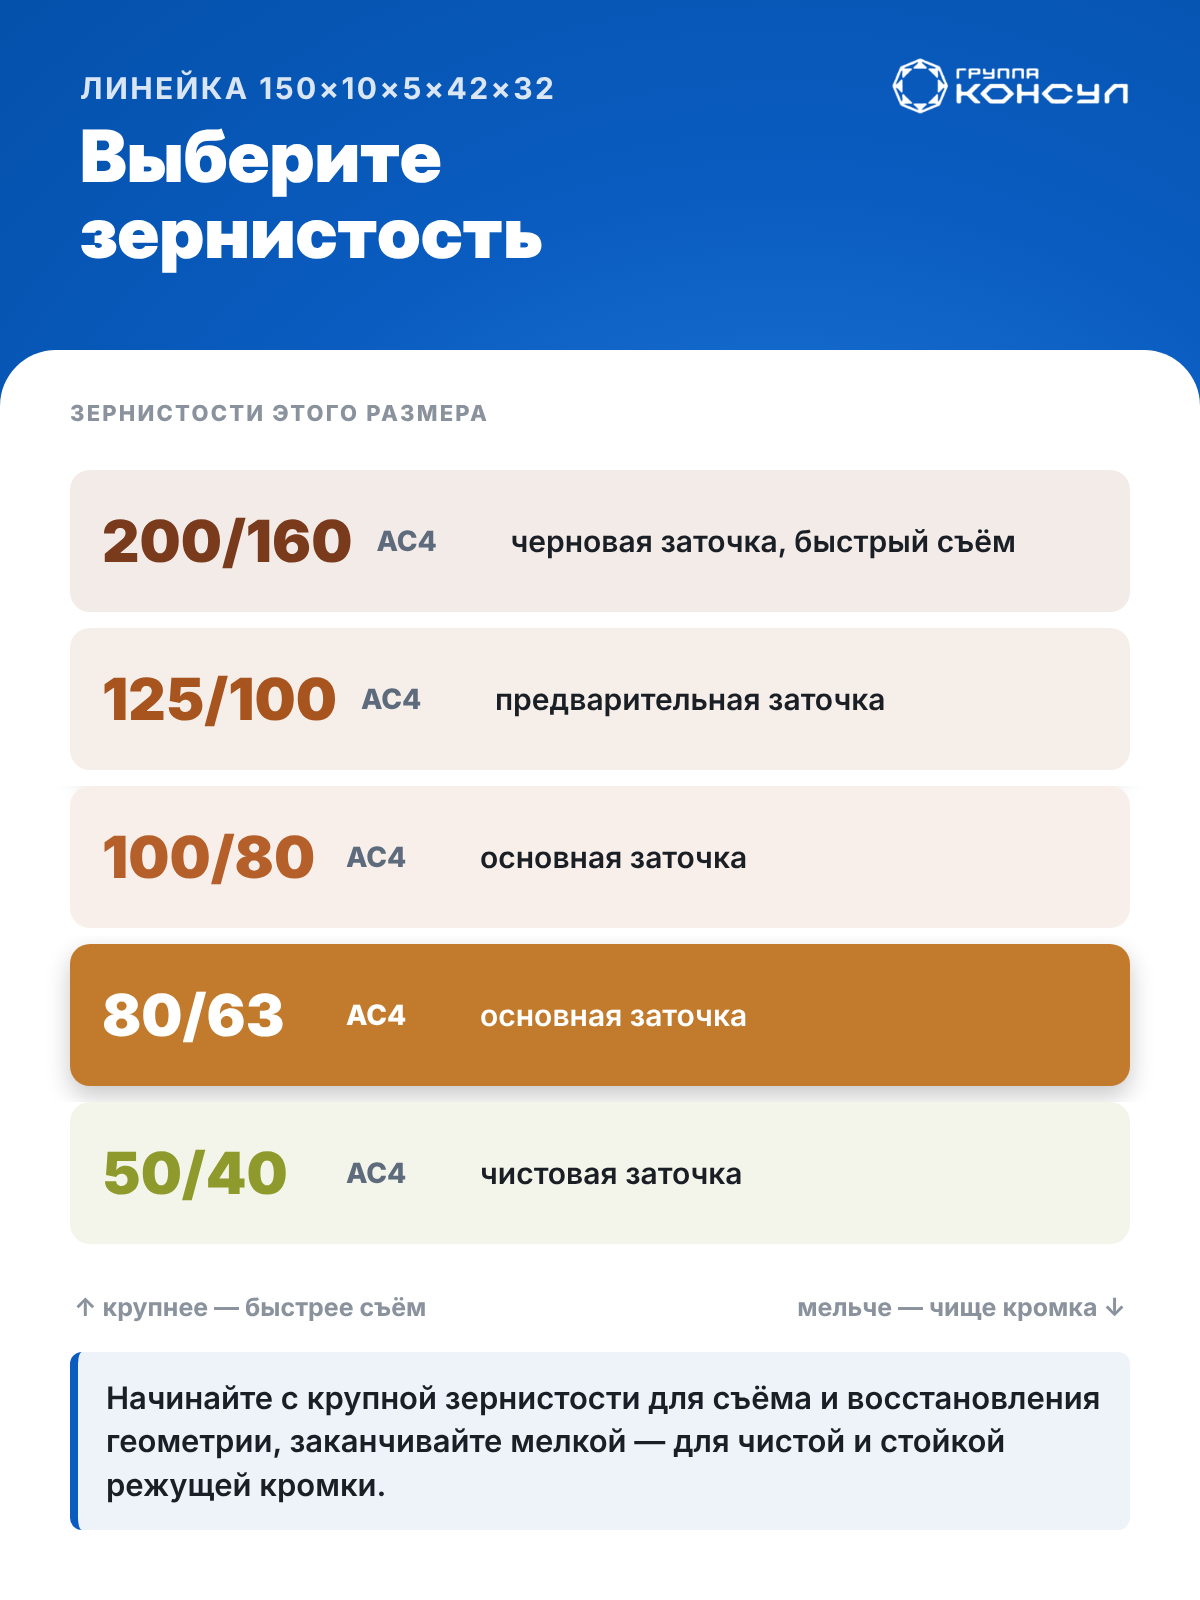 ЛИНЕЙКА 150×10×5×42×32
ГРУППА
КОНСУЛ
Выберите
зернистость
ЗЕРНИСТОСТИ ЭТОГО РАЗМЕРА
200/160 АС4 черновая заточка, быстрый съём
125/100 АС4 предварительная заточка
100/80 АС4 основная заточка
80/63 АС4 основная заточка
50/40 АС4 чистовая заточка
↑ крупнее — быстрее съём мельче — чище кромка ↓
Начинайте с крупной зернистости для съёма и восстановления
геометрии, заканчивайте мелкой — для чистой и стойкой
режущей кромки.